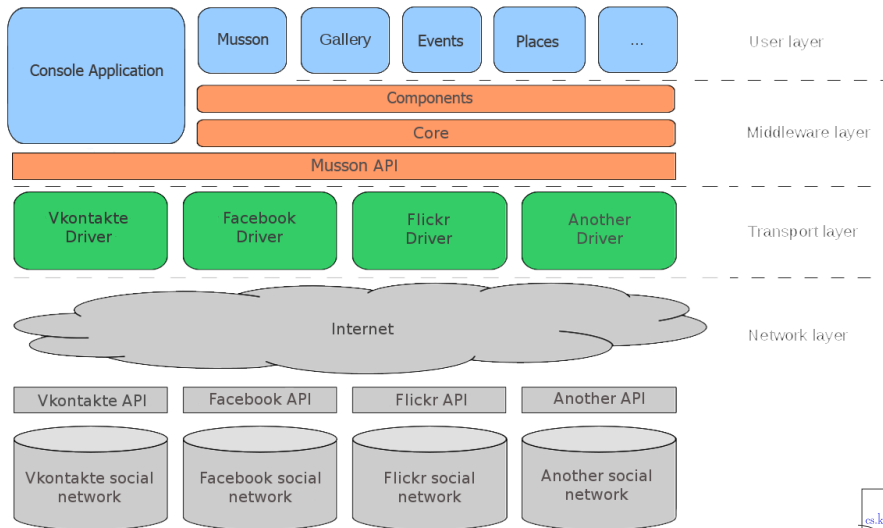 Console Application
Musson
Gallery
Events
Places
...
User layer
Components
Core
Musson API
Middleware layer
Vkontakte
Driver
Facebook
Driver
Flickr
Driver
Another
Driver
Transport layer
Internet
Network layer
Vkontakte API
Facebook API
Flickr API
Another API
Vkontakte social
network
Facebook social
network
Flickr social
network
Another social
network
cs.k